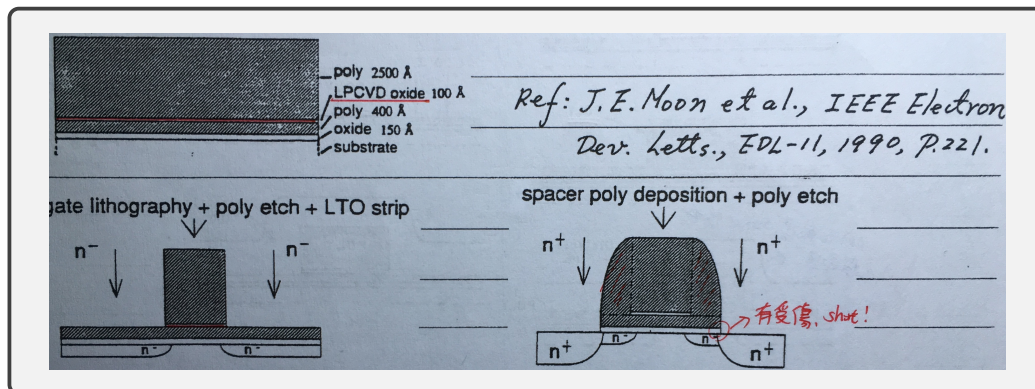 poly 2500 Å
LPCVD oxide 100 Å
poly 400 Å
oxide 150 Å
substrate
Ref: J.E. Moon et al., IEEE Electron
Dev. Letts., EDL-11, 1990, P.221.
gate lithography + poly etch + LTO strip
n⁻ n⁻
n⁻ n⁻
spacer poly deposition + poly etch
n⁺ n⁺
有受傷, short!
n⁻ n⁻
n⁺ n⁺